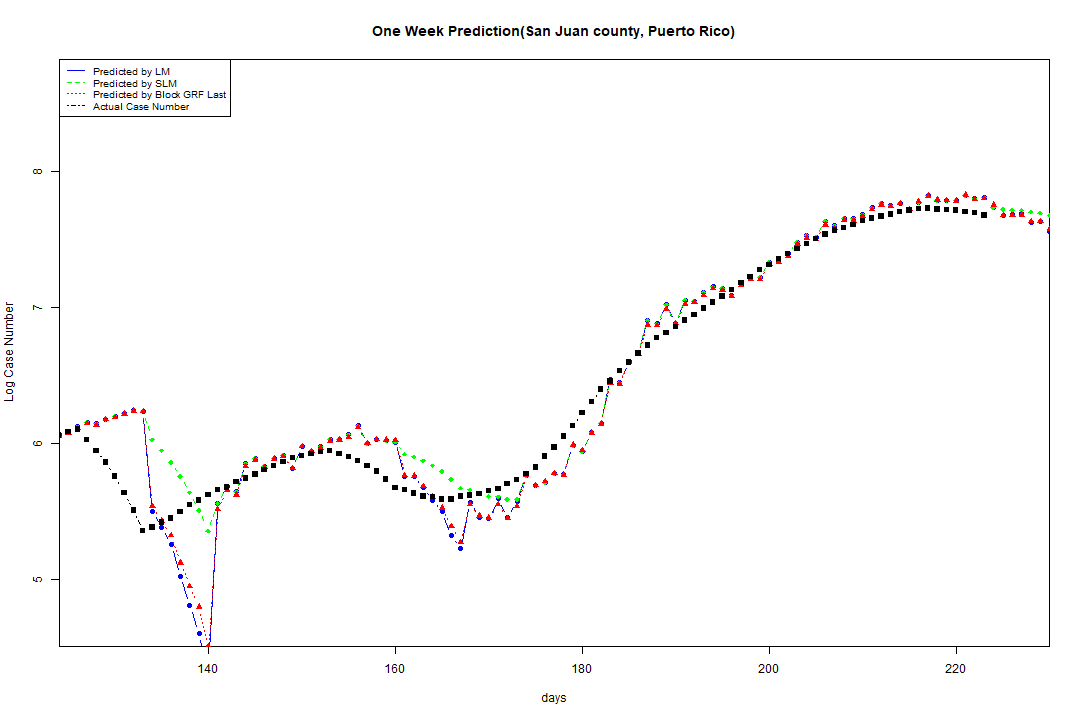 One Week Prediction(San Juan county, Puerto Rico)
Predicted by LM
Predicted by SLM
Predicted by Block GRF Last
Actual Case Number
8
7
6
5
Log Case Number
140 160 180 200 220
days